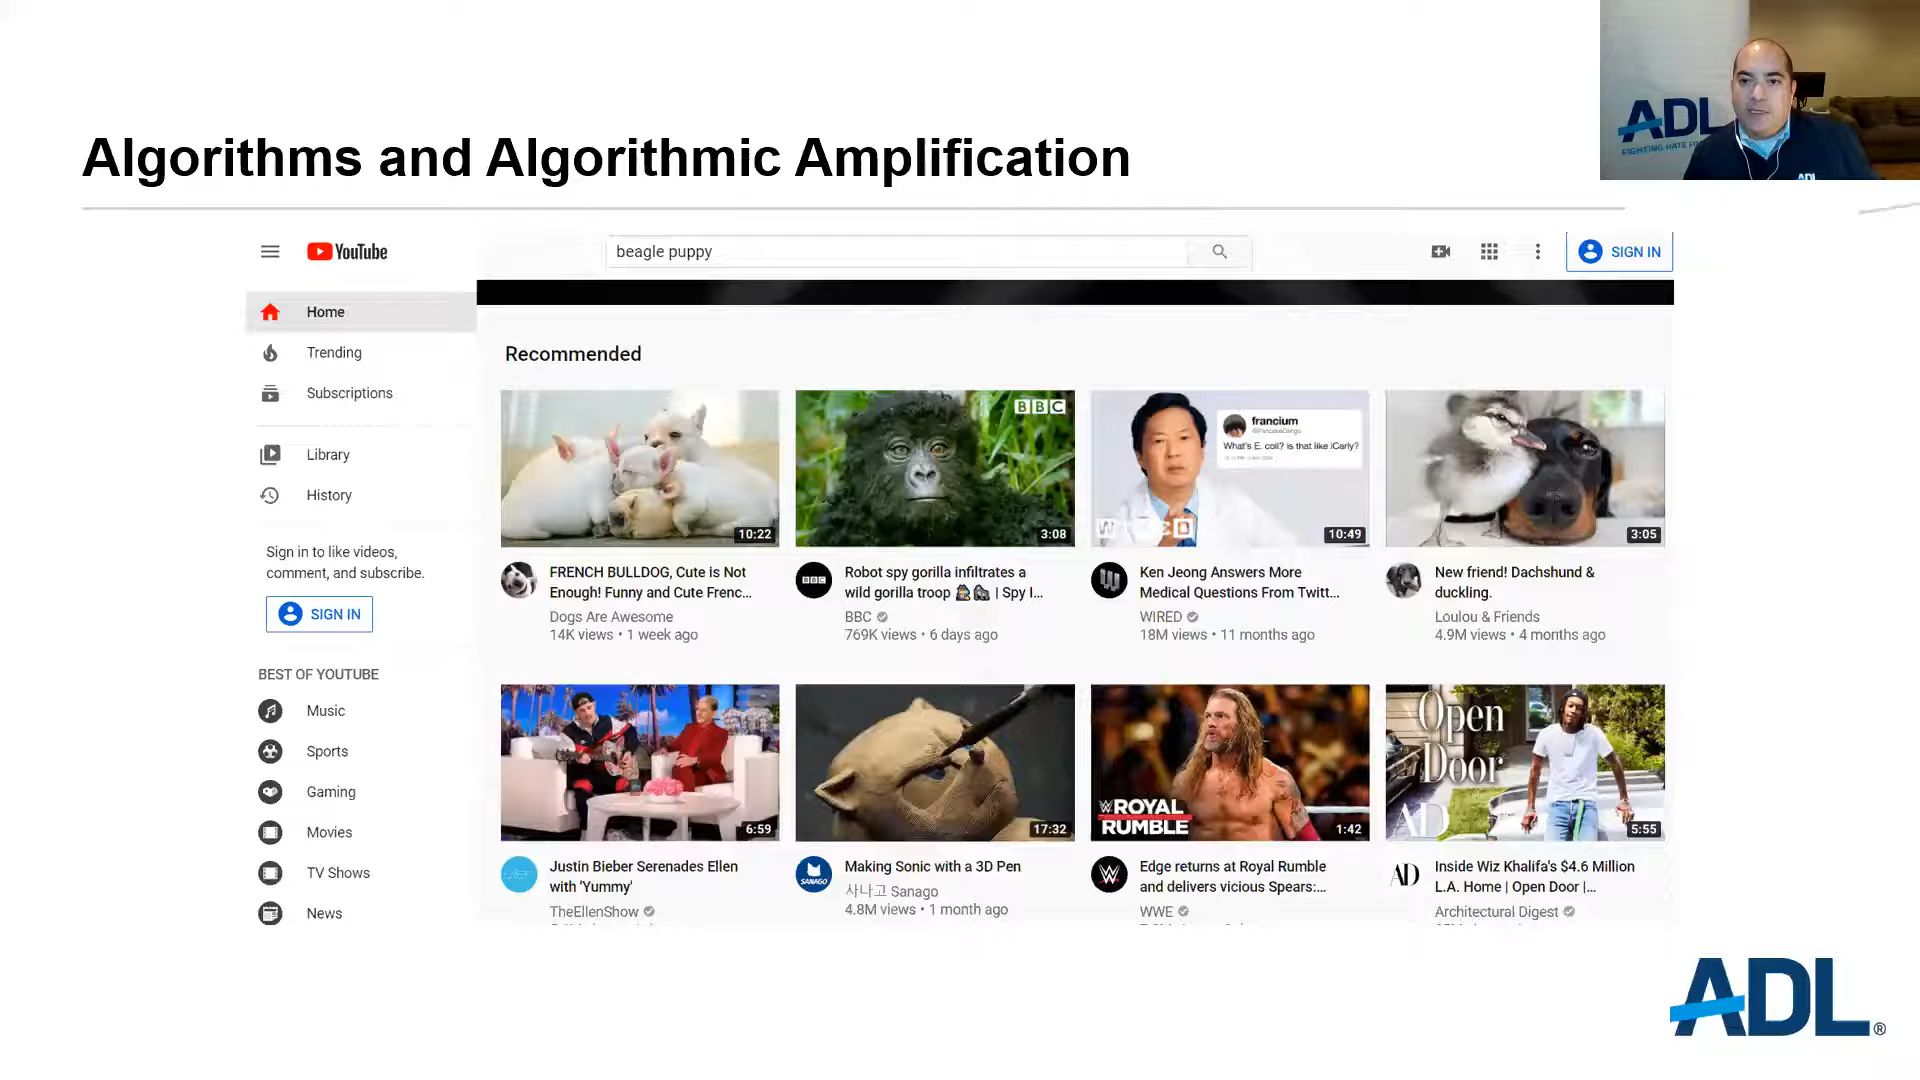 Algorithms and Algorithmic Amplification
ADL
FIGHTING HATE
ADL
YouTube
beagle puppy
SIGN IN
Home
Trending
Subscriptions
Library
History
Sign in to like videos,
comment, and subscribe.
SIGN IN
BEST OF YOUTUBE
Music
Sports
Gaming
Movies
TV Shows
News
Recommended
10:22
FRENCH BULLDOG, Cute is Not
Enough! Funny and Cute Frenc...
Dogs Are Awesome
14K views • 1 week ago
BBC
3:08
BBC
Robot spy gorilla infiltrates a
wild gorilla troop | Spy I...
BBC
769K views • 6 days ago
francium
What's E. coli? is that like iCarly?
10:49
Ken Jeong Answers More
Medical Questions From Twitt...
WIRED
18M views • 11 months ago
3:05
New friend! Dachshund &
duckling.
Loulou & Friends
4.9M views • 4 months ago
6:59
Justin Bieber Serenades Ellen
with 'Yummy'
TheEllenShow
17:32
SANAGO
Making Sonic with a 3D Pen
사나고 Sanago
4.8M views • 1 month ago
ROYAL
RUMBLE
1:42
Edge returns at Royal Rumble
and delivers vicious Spears:...
WWE
Open
Door
AD
5:55
AD
Inside Wiz Khalifa's $4.6 Million
L.A. Home | Open Door |...
Architectural Digest
ADL®